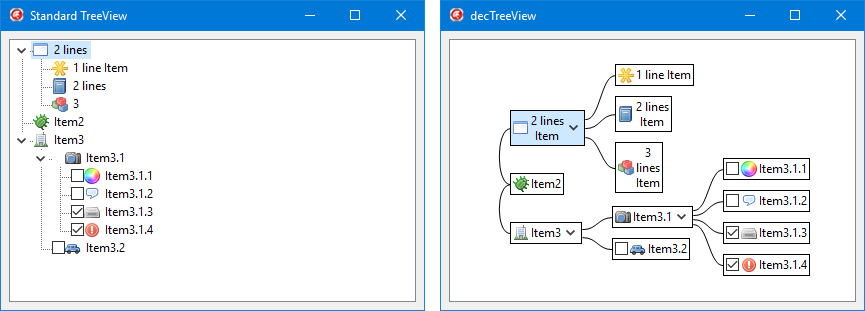 Standard TreeView
2 lines
1 line Item
2 lines
3
Item2
Item3
Item3.1
Item3.1.1
Item3.1.2
Item3.1.3
Item3.1.4
Item3.2
decTreeView
1 line Item
2 lines
Item
2 lines
Item
3
lines
Item
Item2
Item3
Item3.1
Item3.2
Item3.1.1
Item3.1.2
Item3.1.3
Item3.1.4